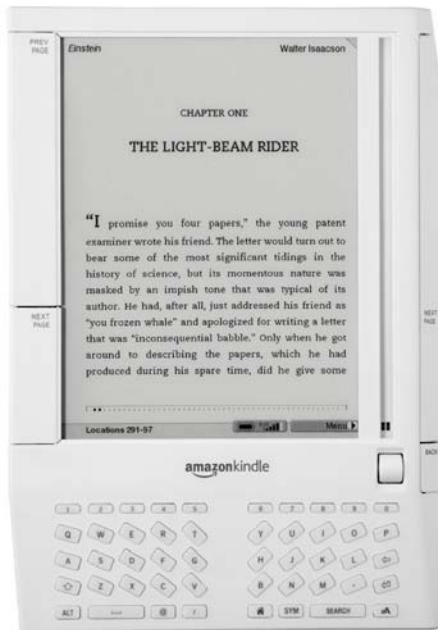 PREV
PAGE
Einstein Walter Isaacson
CHAPTER ONE
THE LIGHT-BEAM RIDER
“I promise you four papers,” the young patent
examiner wrote his friend. The letter would turn out to
bear some of the most significant tidings in the
history of science, but its momentous nature was
masked by an impish tone that was typical of its
author. He had, after all, just addressed his friend as
“you frozen whale” and apologized for writing a letter
that was “inconsequential babble.” Only when he got
around to describing the papers, which he had
produced during his spare time, did he give some
NEXT
PAGE
NEXT
PAGE
Locations 291-97 Menu
BACK
amazonkindle
1 2 3 4 5 6 7 8 9 0
Q W E R T Y U I O P
A S D F G H J K L
Z X C V B N M .
ALT @ / SYM SEARCH AA